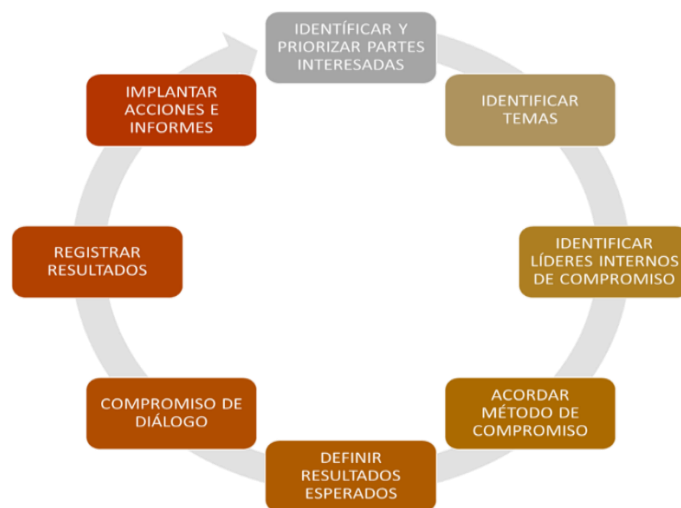 IDENTÍFICAR Y
PRIORIZAR PARTES
INTERESADAS
IDENTIFICAR
TEMAS
IDENTIFICAR
LÍDERES INTERNOS
DE COMPROMISO
ACORDAR
MÉTODO DE
COMPROMISO
DEFINIR
RESULTADOS
ESPERADOS
COMPROMISO DE
DIÁLOGO
REGISTRAR
RESULTADOS
IMPLANTAR
ACCIONES E
INFORMES